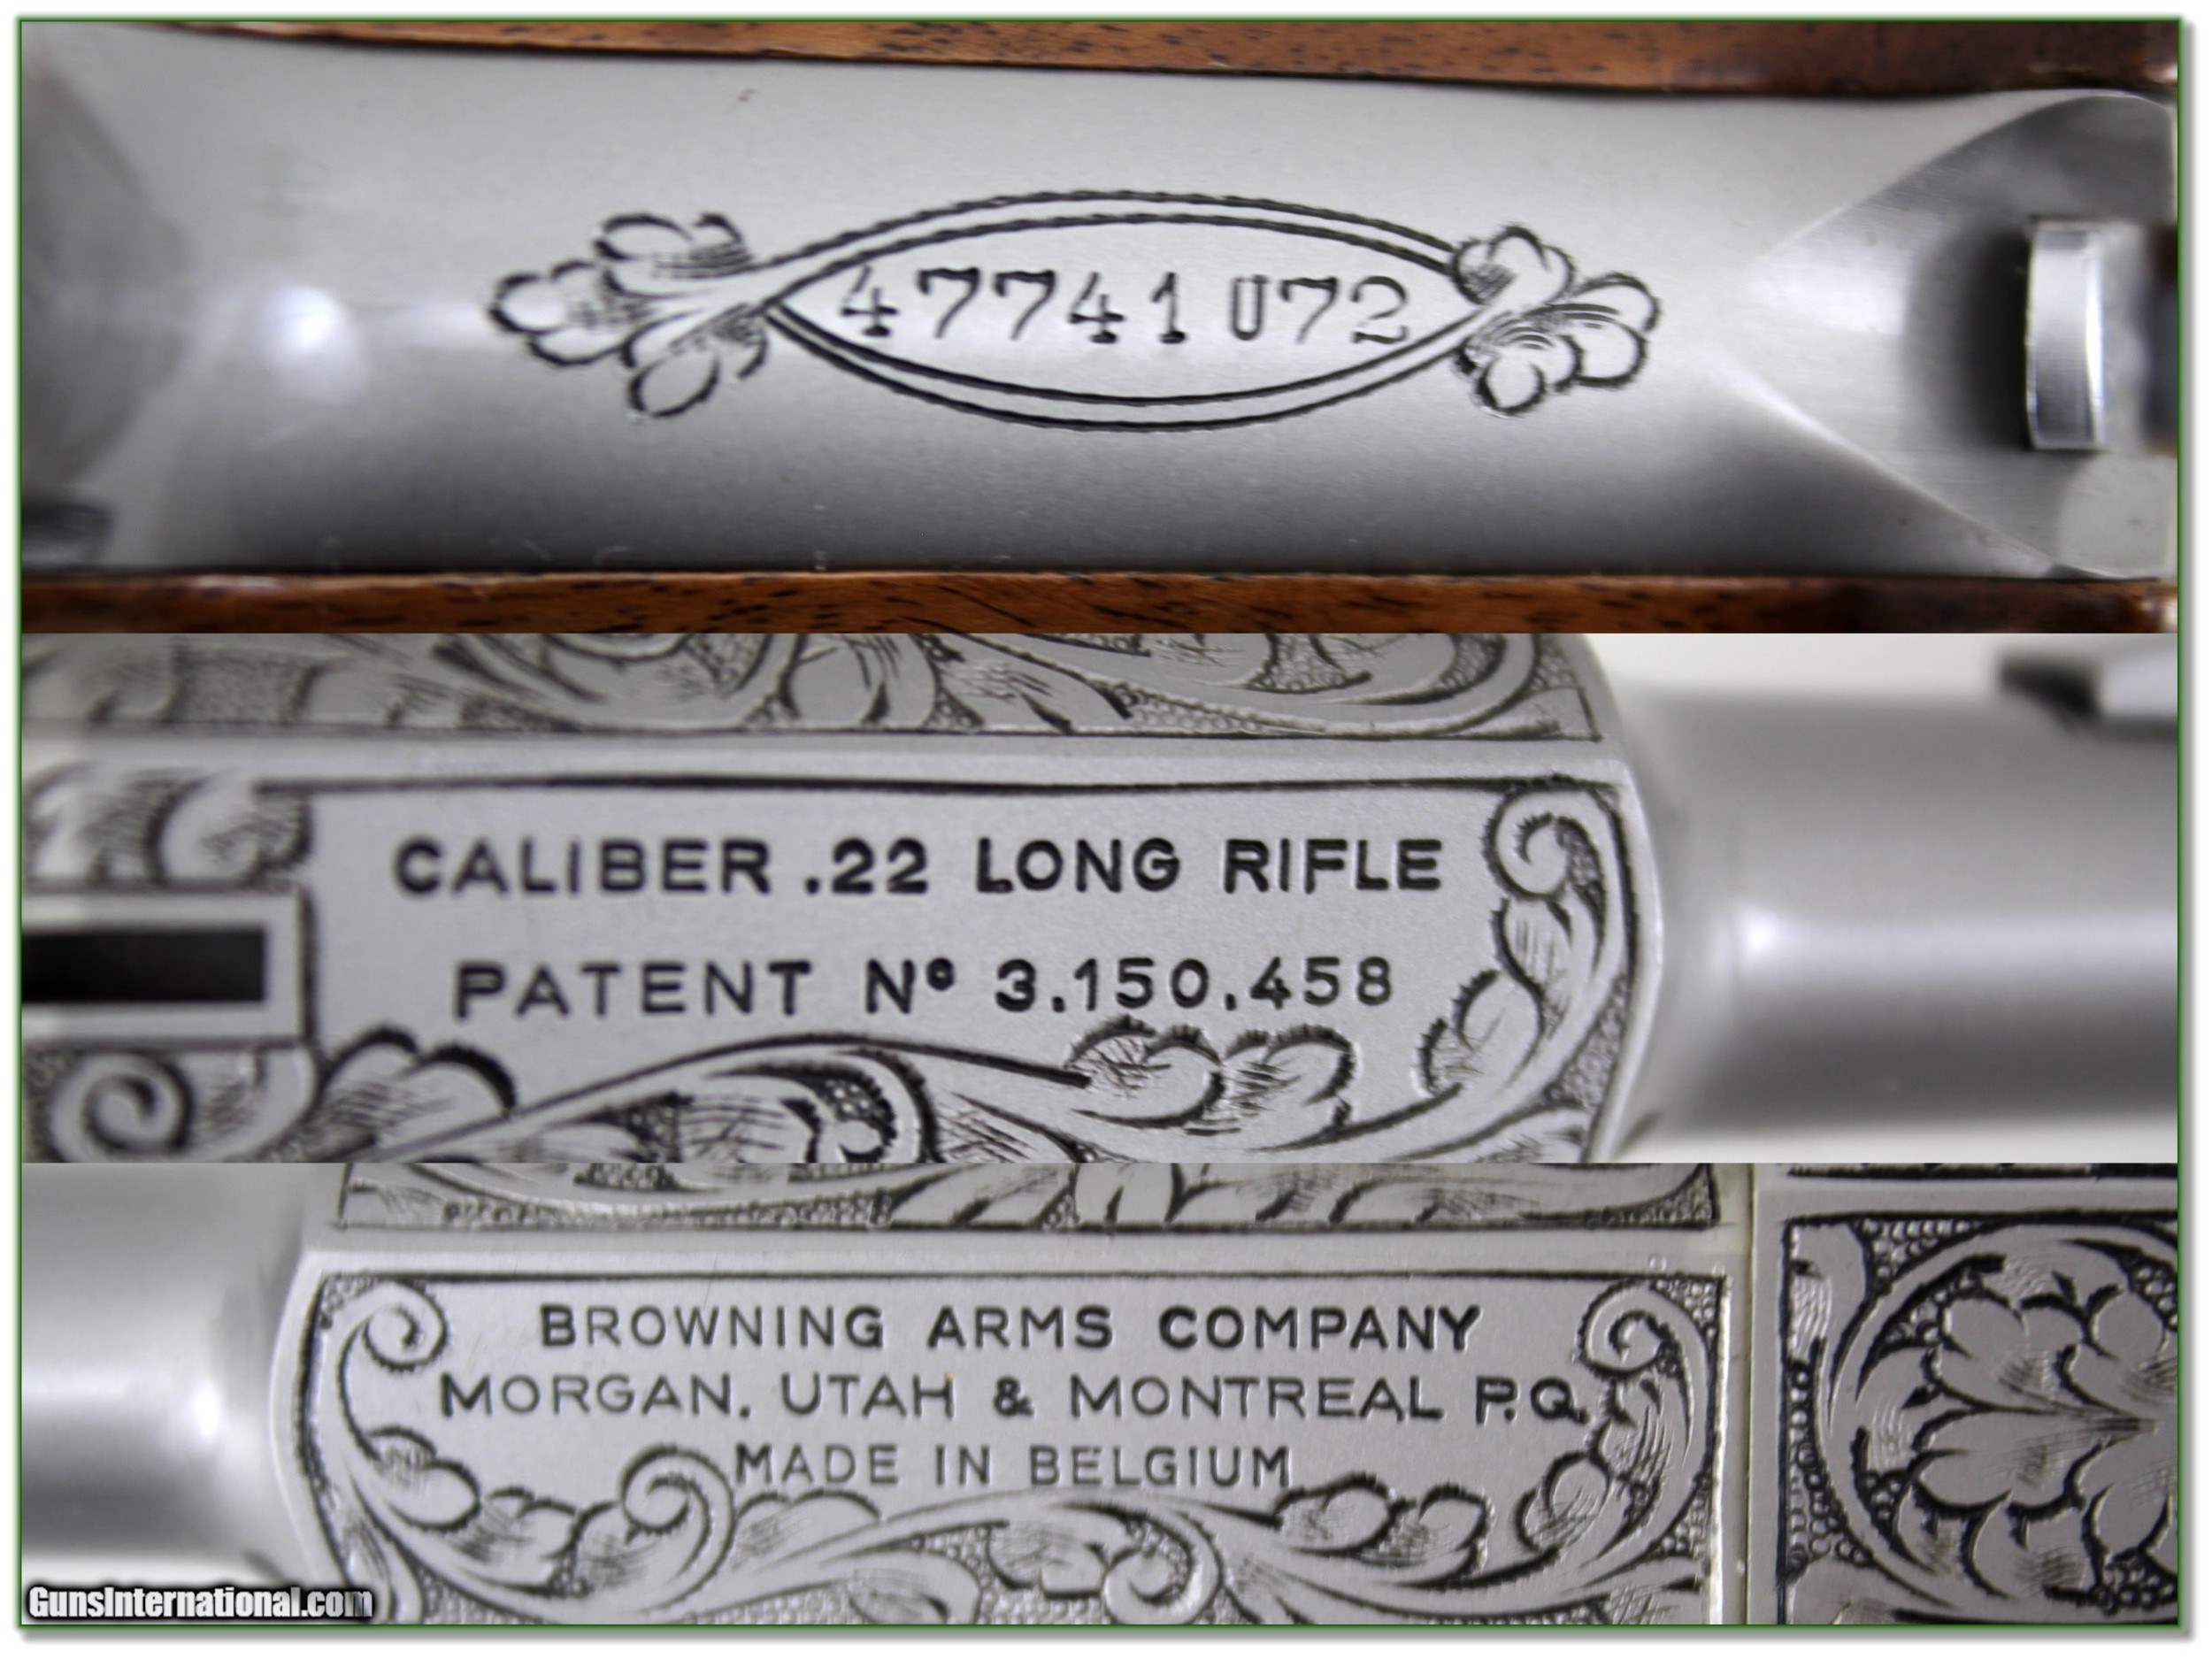 47741U72
CALIBER .22 LONG RIFLE
PATENT Nº 3.150.458
BROWNING ARMS COMPANY
MORGAN, UTAH & MONTREAL P.Q.
MADE IN BELGIUM
GunsInternational.com